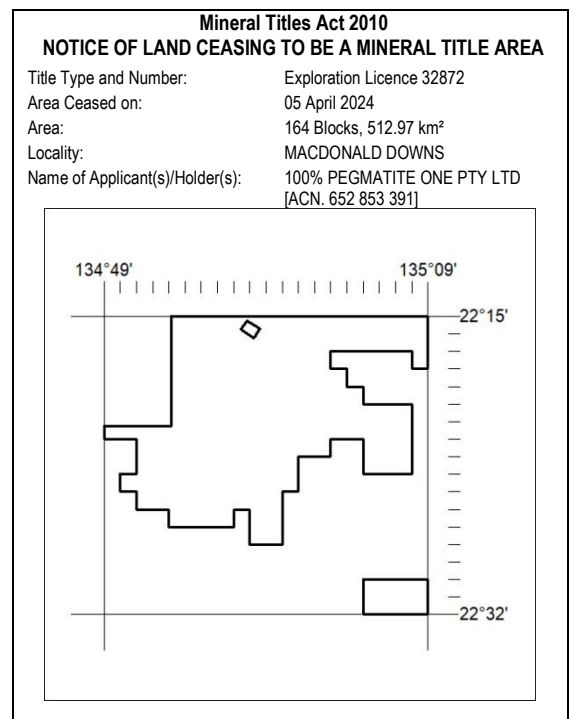 Mineral Titles Act 2010
NOTICE OF LAND CEASING TO BE A MINERAL TITLE AREA
Title Type and Number: Exploration Licence 32872
Area Ceased on: 05 April 2024
Area: 164 Blocks, 512.97 km²
Locality: MACDONALD DOWNS
Name of Applicant(s)/Holder(s): 100% PEGMATITE ONE PTY LTD
[ACN. 652 853 391]
134°49' 135°09'
22°15'
22°32'